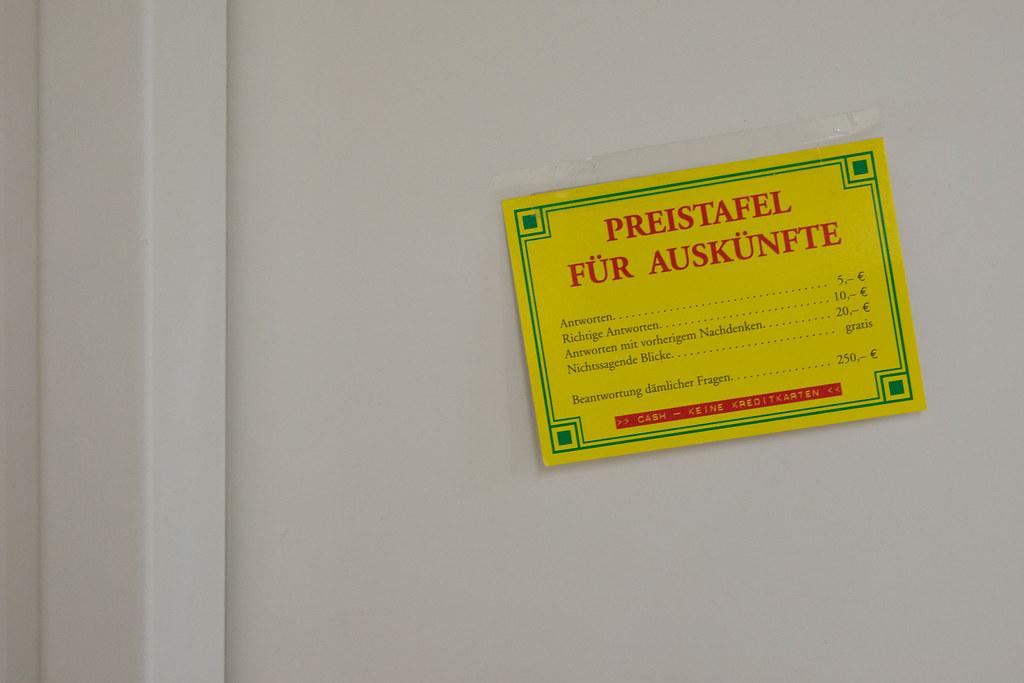 PREISTAFEL
FÜR AUSKÜNFTE
Antworten. . . . . . . . . . . . . . . . . . . . . . . . . . . . . . . . 5,– €
Richtige Antworten. . . . . . . . . . . . . . . . . . . . . . . . . 10,– €
Antworten mit vorherigem Nachdenken. . . . . . . . . . 20,– €
Nichtssagende Blicke. . . . . . . . . . . . . . . . . . . . . . . . gratis
Beantwortung dämlicher Fragen. . . . . . . . . . . . . . . 250,– €
>> CASH – KEINE KREDITKARTEN <<